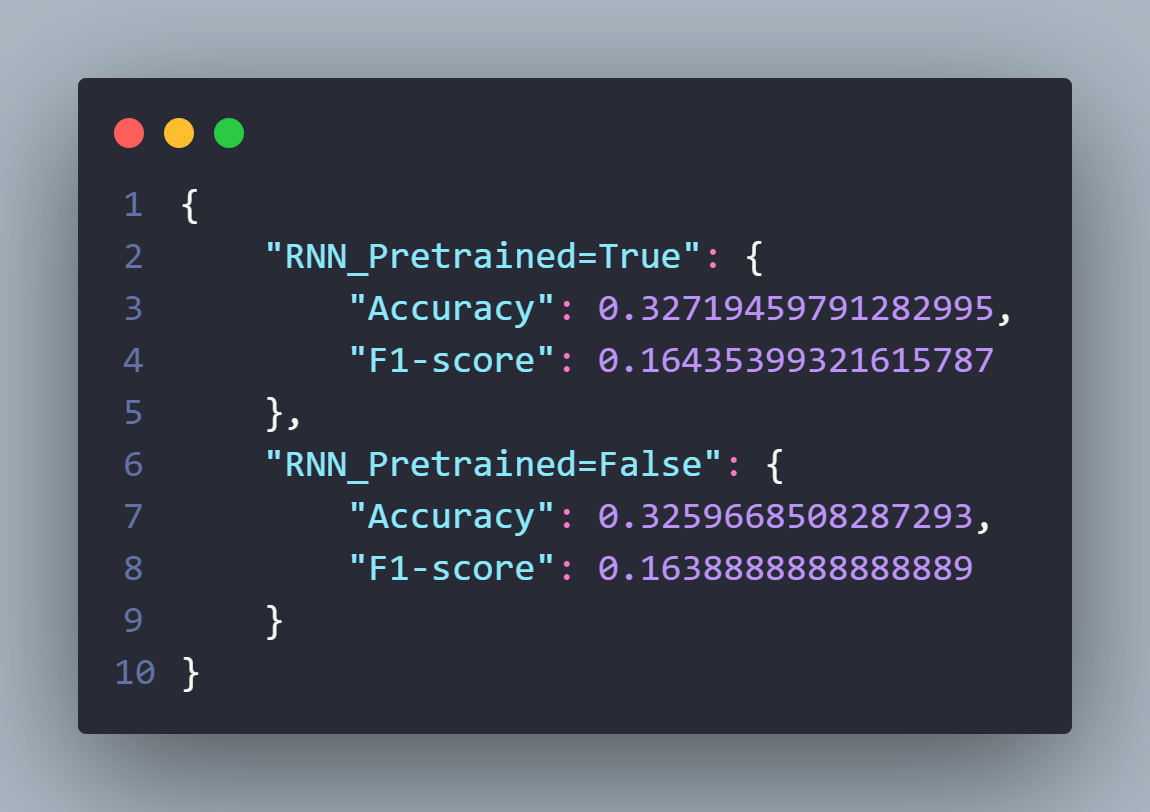 1 {
2 "RNN_Pretrained=True": {
3 "Accuracy": 0.32719459791282995,
4 "F1-score": 0.16435399321615787
5 },
6 "RNN_Pretrained=False": {
7 "Accuracy": 0.3259668508287293,
8 "F1-score": 0.1638888888888889
9 }
10 }